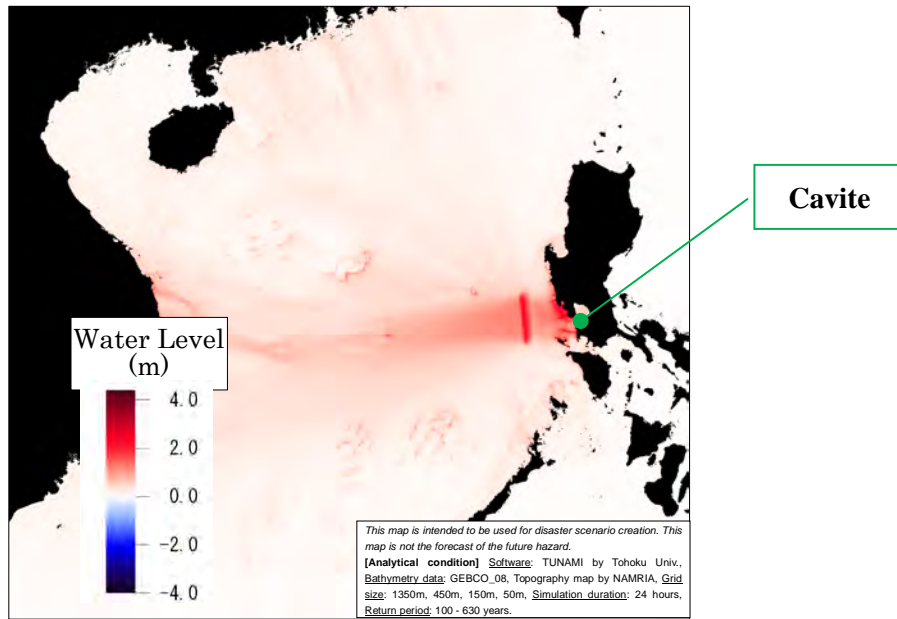 Cavite
Water Level
(m)
4.0
2.0
0.0
-2.0
-4.0
This map is intended to be used for disaster scenario creation. This
map is not the forecast of the future hazard.
[Analytical condition] Software: TUNAMI by Tohoku Univ.,
Bathymetry data: GEBCO_08, Topography map by NAMRIA, Grid
size: 1350m, 450m, 150m, 50m, Simulation duration: 24 hours,
Return period: 100 - 630 years.